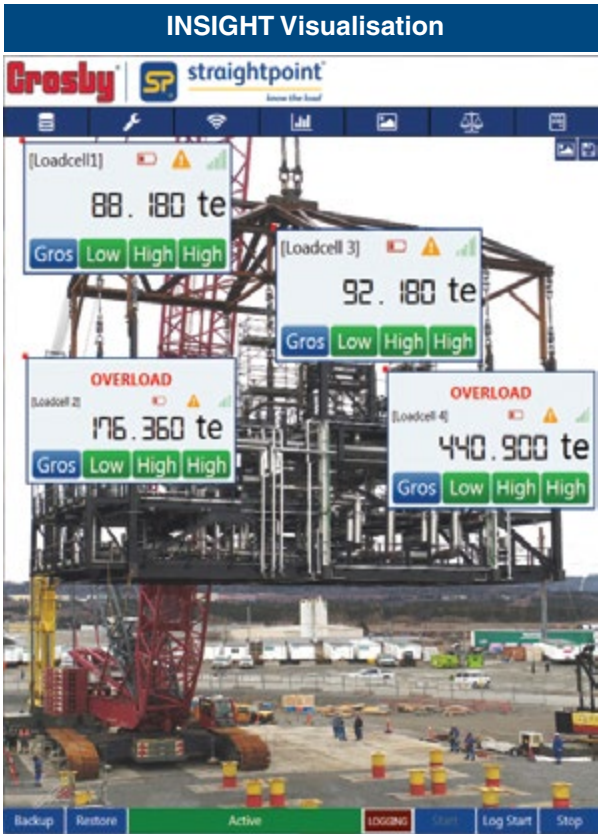 INSIGHT Visualisation
Crosby
SP straightpoint
know the load
[Loadcell1]
88.180 te
Gros Low High High
[Loadcell 3]
92.180 te
Gros Low High High
OVERLOAD
[Loadcell 2]
176.360 te
Gros Low High High
OVERLOAD
[Loadcell 4]
440.900 te
Gros Low High High
Backup Restore Active LOGGING Start Log Start Stop